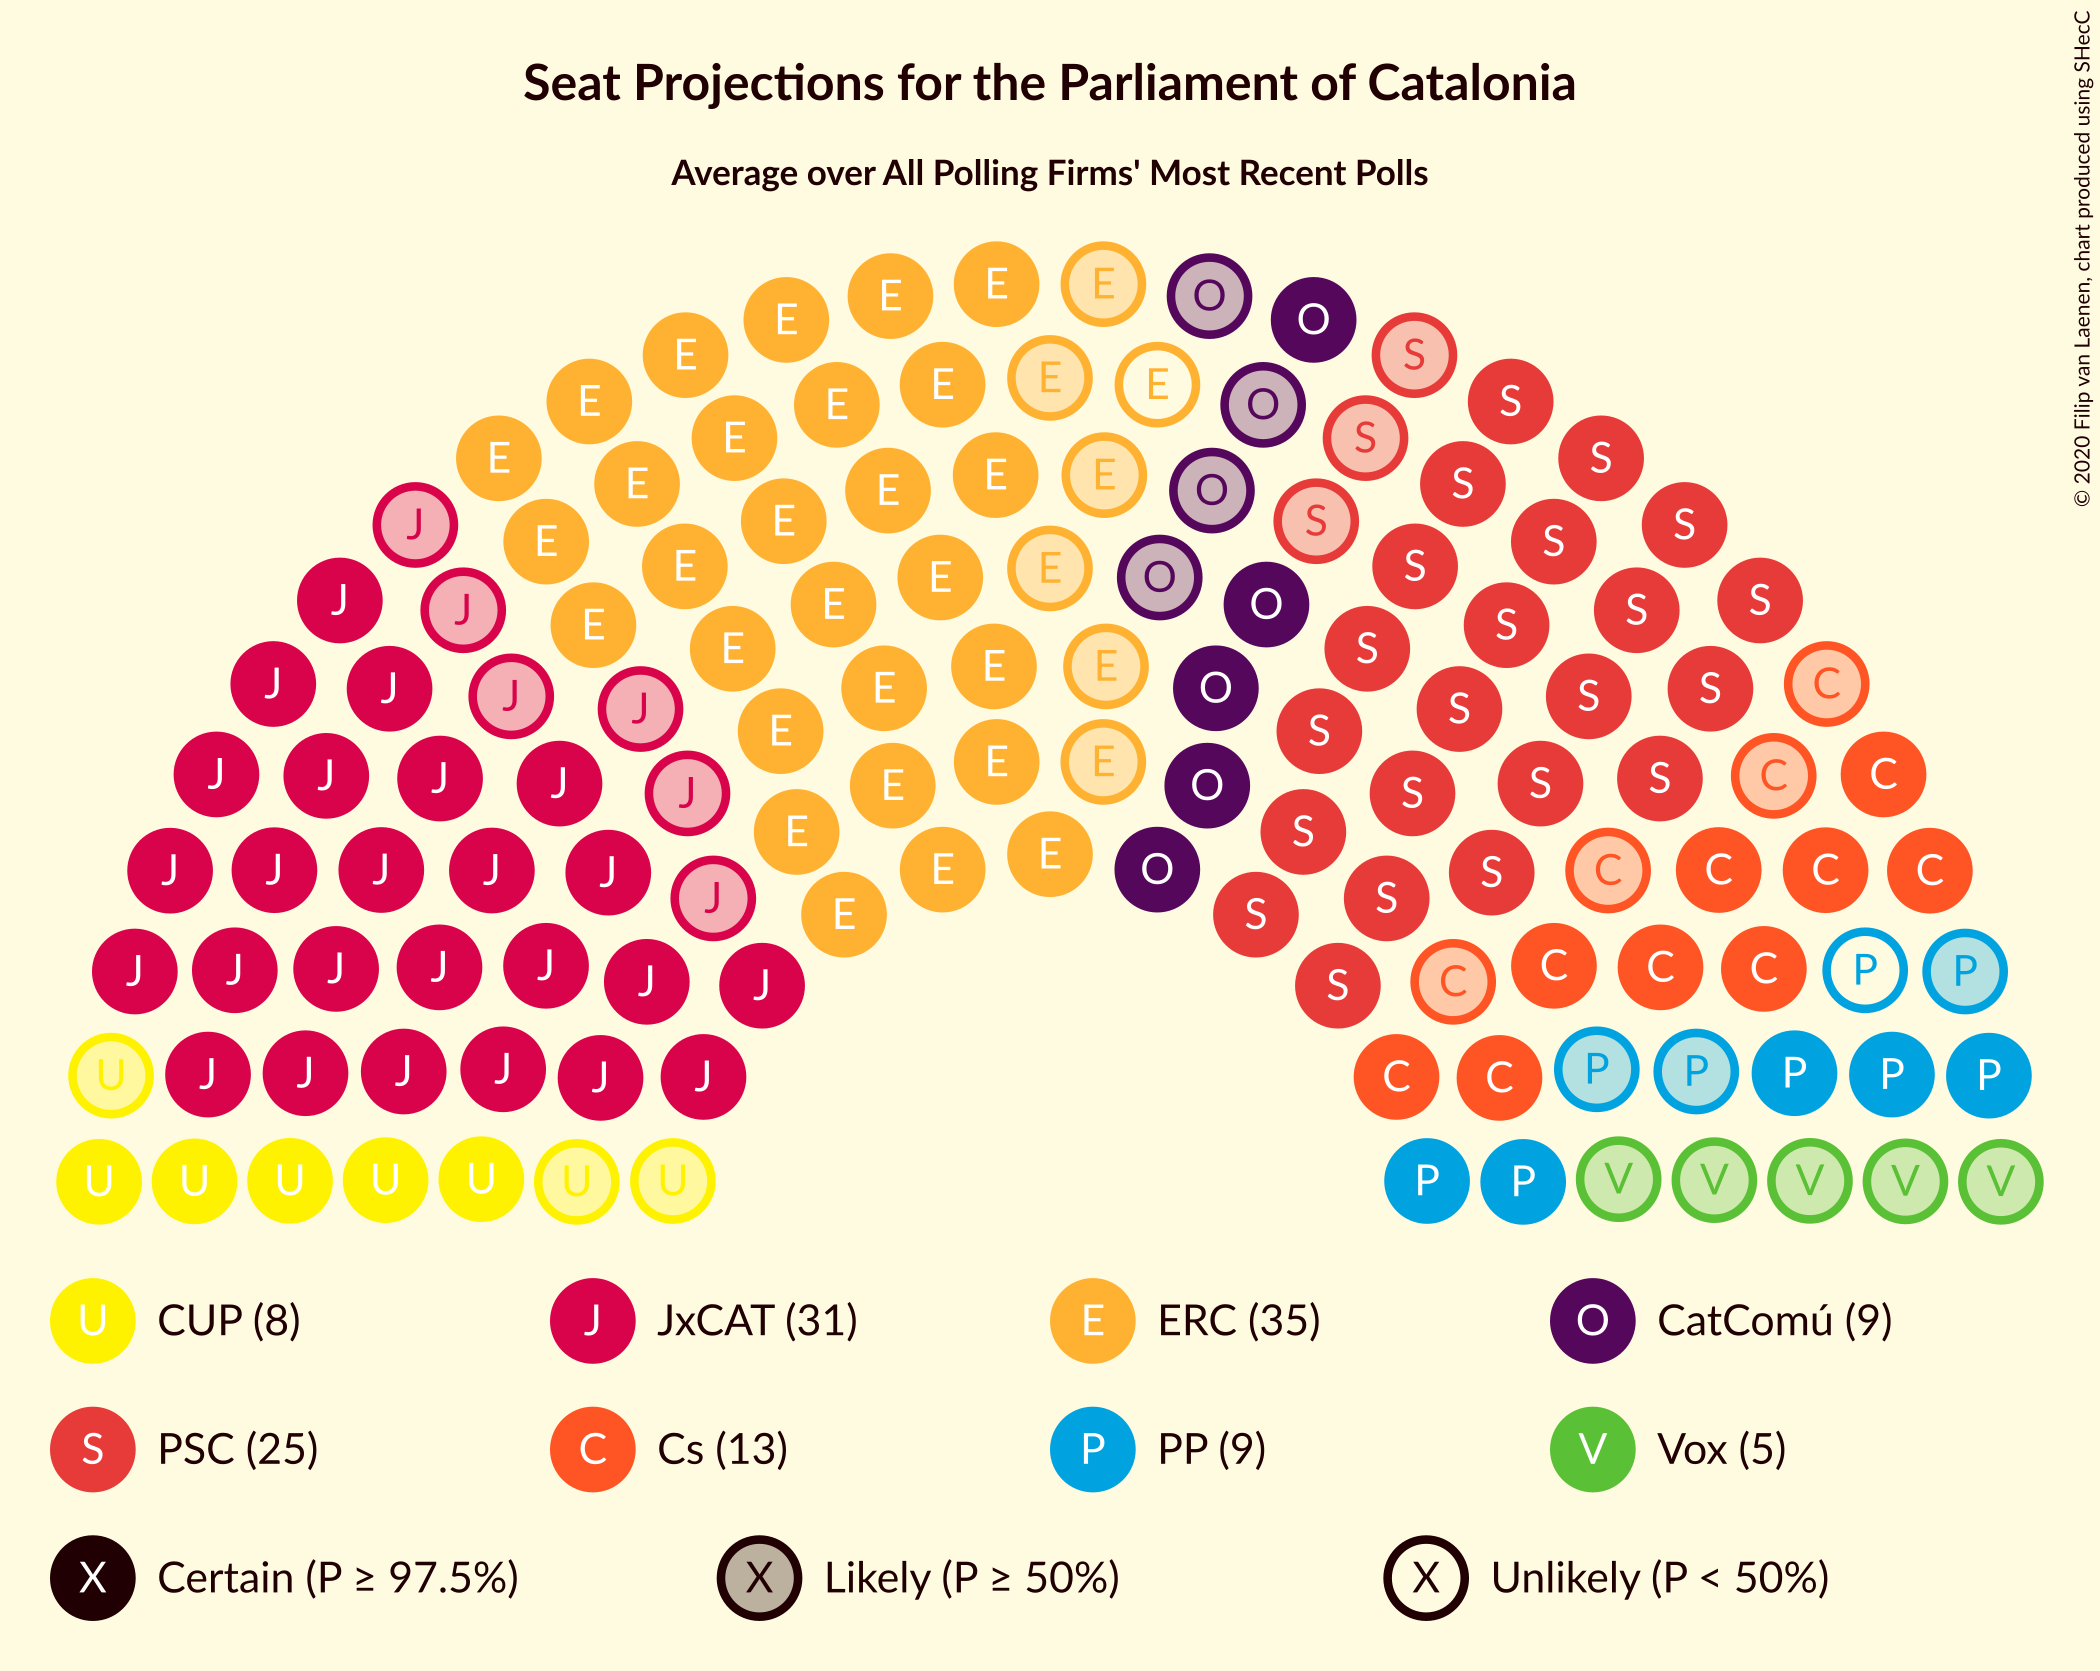 Seat Projections for the Parliament of Catalonia
Average over All Polling Firms' Most Recent Polls
© 2020 Filip van Laenen, chart produced using SHecC
E E E O O
E E E S S
E E E E O S
E E E S S S
E E E E O S
J E E E S S S
E E E O S
J E E E O S S
J E E E O S S
J J E E S S S
J J E E O S S C
J J E S S S
J J J J E E E O S S S C C
J E S S
J J J J J E E O S S C C C C
J E S
J J J J J J J S C C C C P P
U J J J J J J C C P P P P P
U U U U U U U P P V V V V V
U CUP (8) J JxCAT (31) E ERC (35) O CatComú (9)
S PSC (25) C Cs (13) P PP (9) V Vox (5)
X Certain (P ≥ 97.5%) X Likely (P ≥ 50%) X Unlikely (P < 50%)